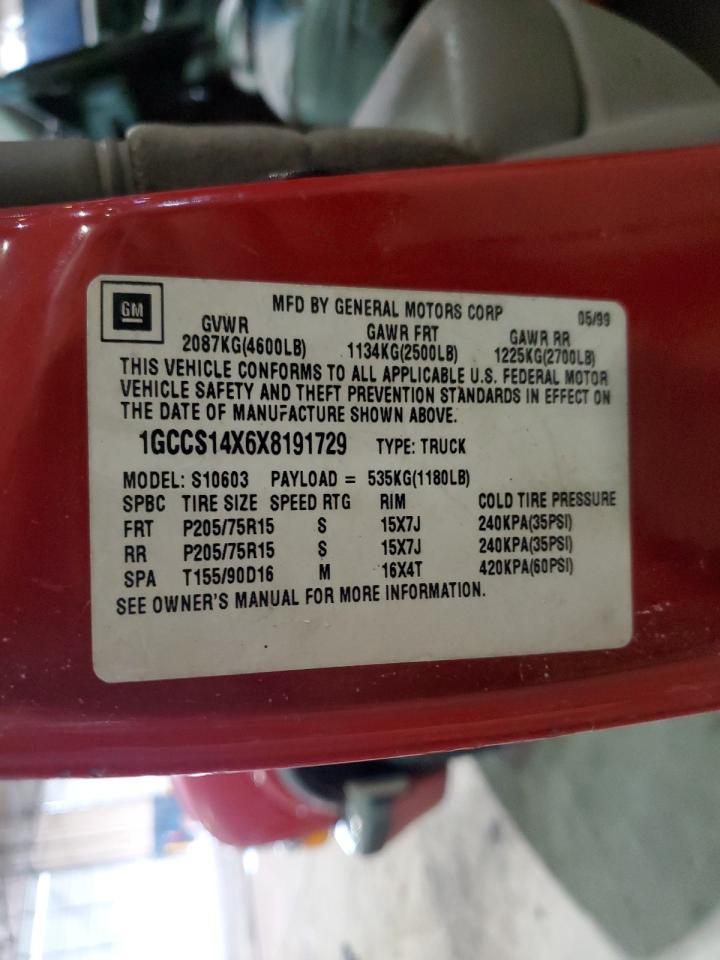 GM
MFD BY GENERAL MOTORS CORP 05/99
GVWR GAWR FRT GAWR RR
2087KG(4600LB) 1134KG(2500LB) 1225KG(2700LB)
THIS VEHICLE CONFORMS TO ALL APPLICABLE U.S. FEDERAL MOTOR
VEHICLE SAFETY AND THEFT PREVENTION STANDARDS IN EFFECT ON
THE DATE OF MANUFACTURE SHOWN ABOVE.
1GCCS14X6X8191729 TYPE: TRUCK
MODEL: S10603 PAYLOAD = 535KG(1180LB)
SPBC TIRE SIZE SPEED RTG RIM COLD TIRE PRESSURE
FRT P205/75R15 S 15X7J 240KPA(35PSI)
RR P205/75R15 S 15X7J 240KPA(35PSI)
SPA T155/90D16 M 16X4T 420KPA(60PSI)
SEE OWNER'S MANUAL FOR MORE INFORMATION.